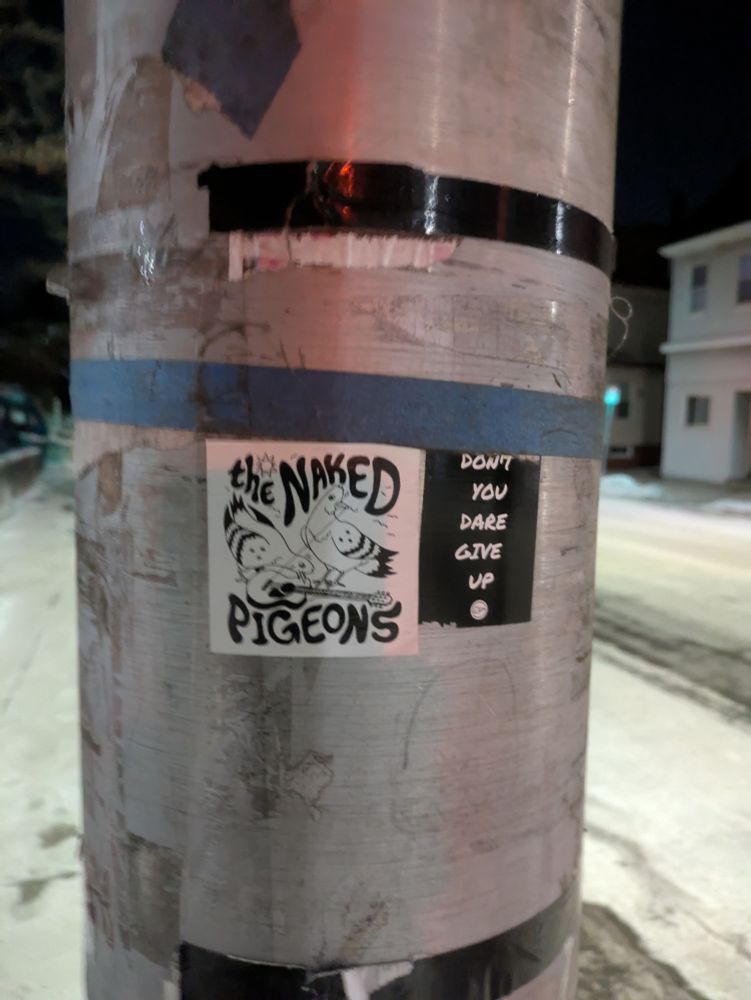 the NAKED
PIGEONS
DON'T
YOU
DARE
GIVE
UP